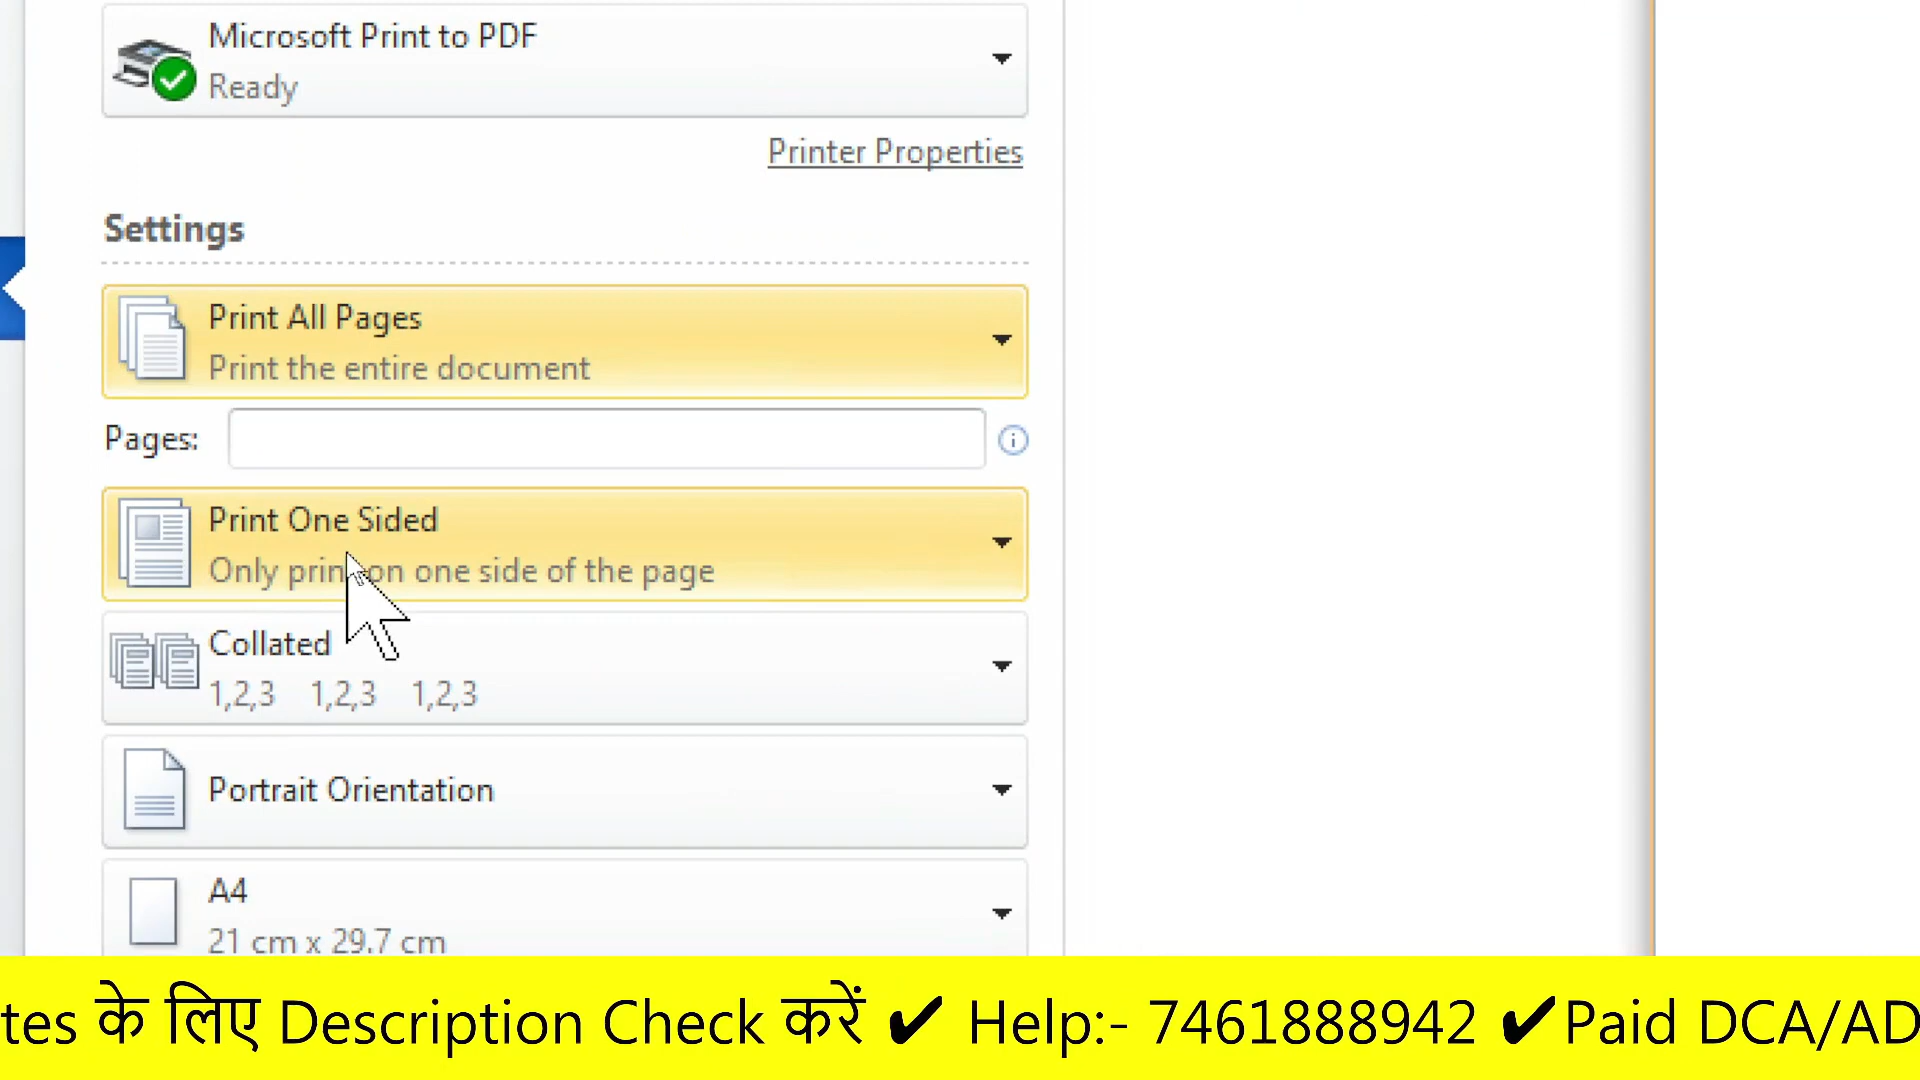 Microsoft Print to PDF
Ready
Printer Properties
Settings
Print All Pages
Print the entire document
Pages:
Print One Sided
Only print on one side of the page
Collated
1,2,3 1,2,3 1,2,3
Portrait Orientation
A4
21 cm x 29.7 cm
tes के लिए Description Check करें ✔ Help:- 7461888942 ✔Paid DCA/AD